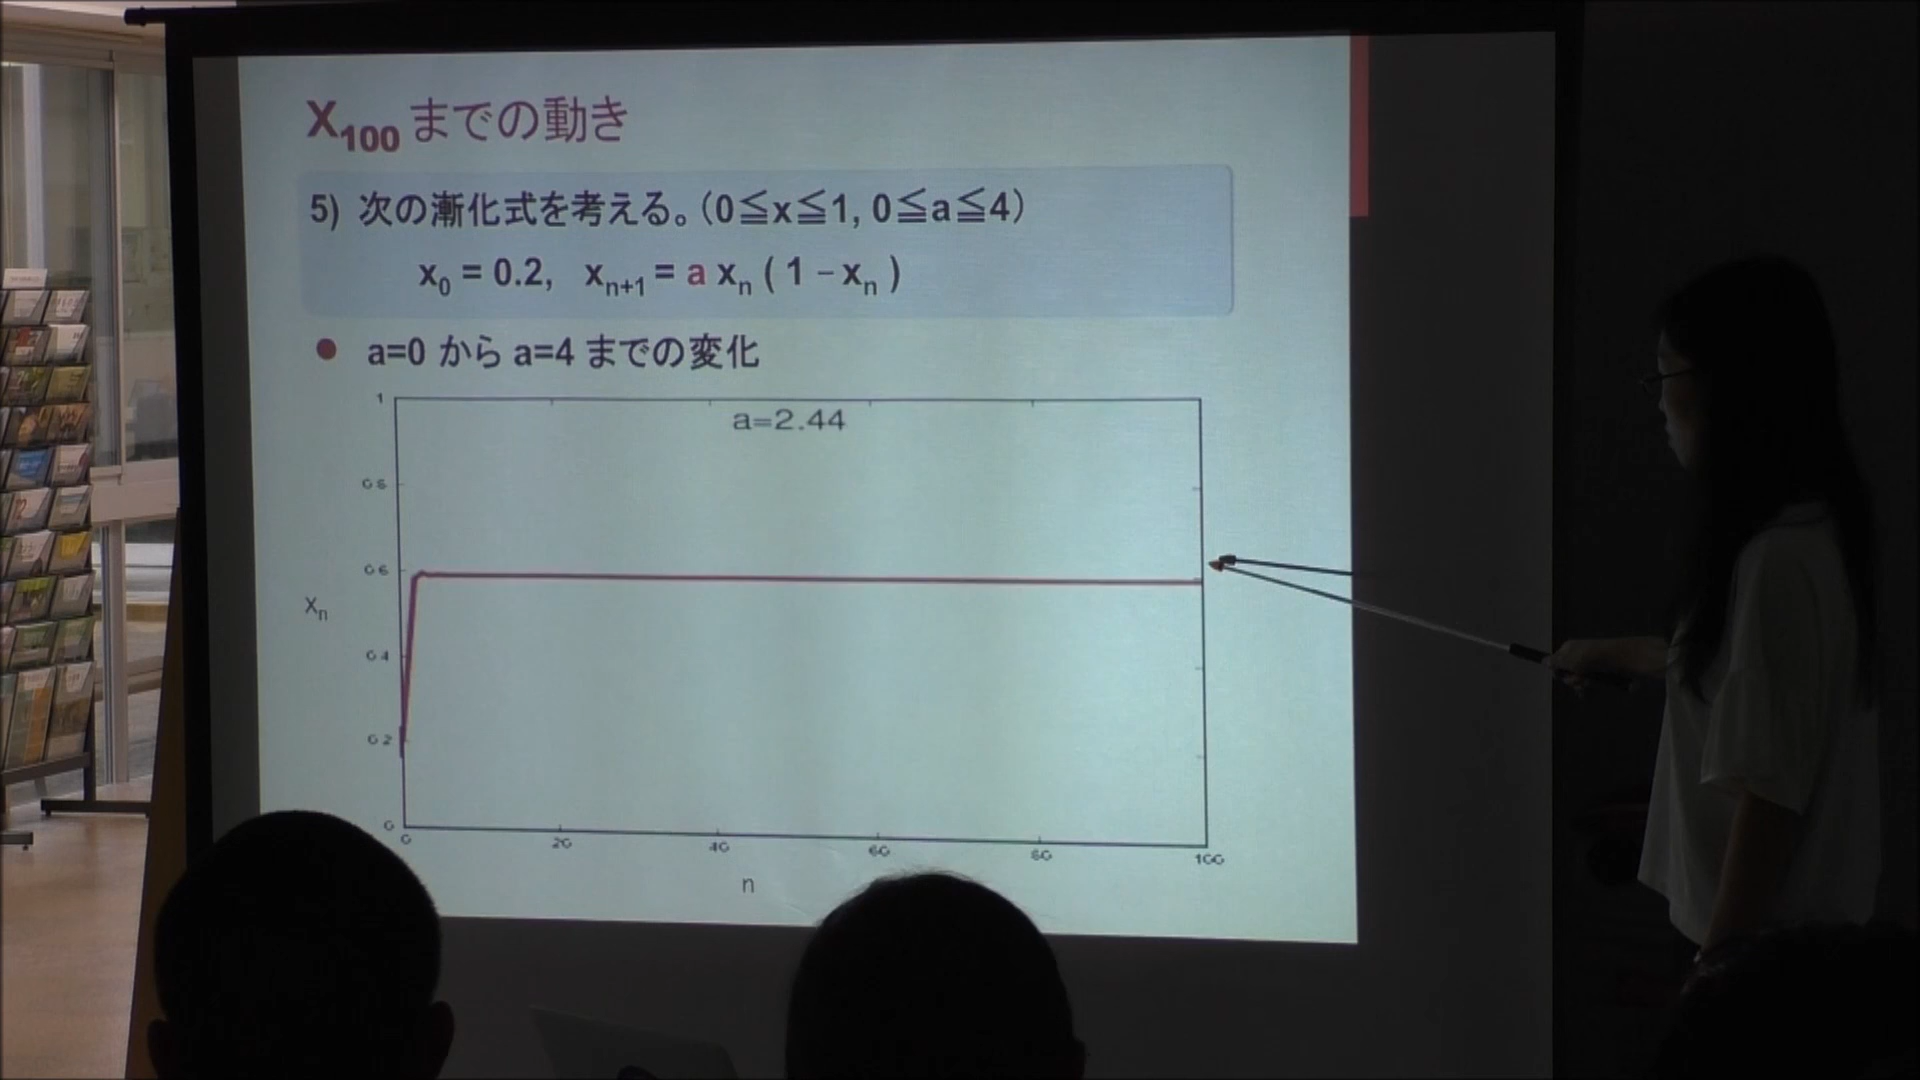 X100 までの動き
5) 次の漸化式を考える。(0≦x≦1, 0≦a≦4)
x0 = 0.2, xn+1 = a xn ( 1 − xn )
● a=0 から a=4 までの変化
a=2.44
1
0.8
0.6
xn
0.4
0.2
0
0 20 40 60 80 100
n